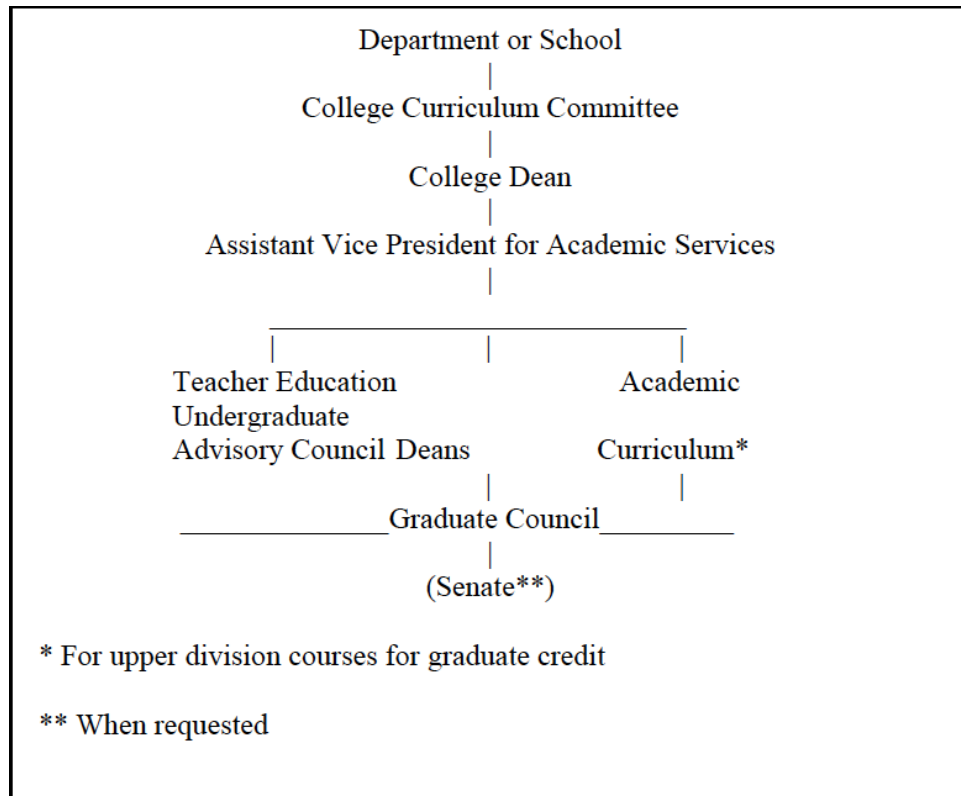 Department or School
College Curriculum Committee
College Dean
Assistant Vice President for Academic Services
Teacher Education Academic
Undergraduate
Advisory Council Deans Curriculum*
Graduate Council
(Senate**)
* For upper division courses for graduate credit
** When requested